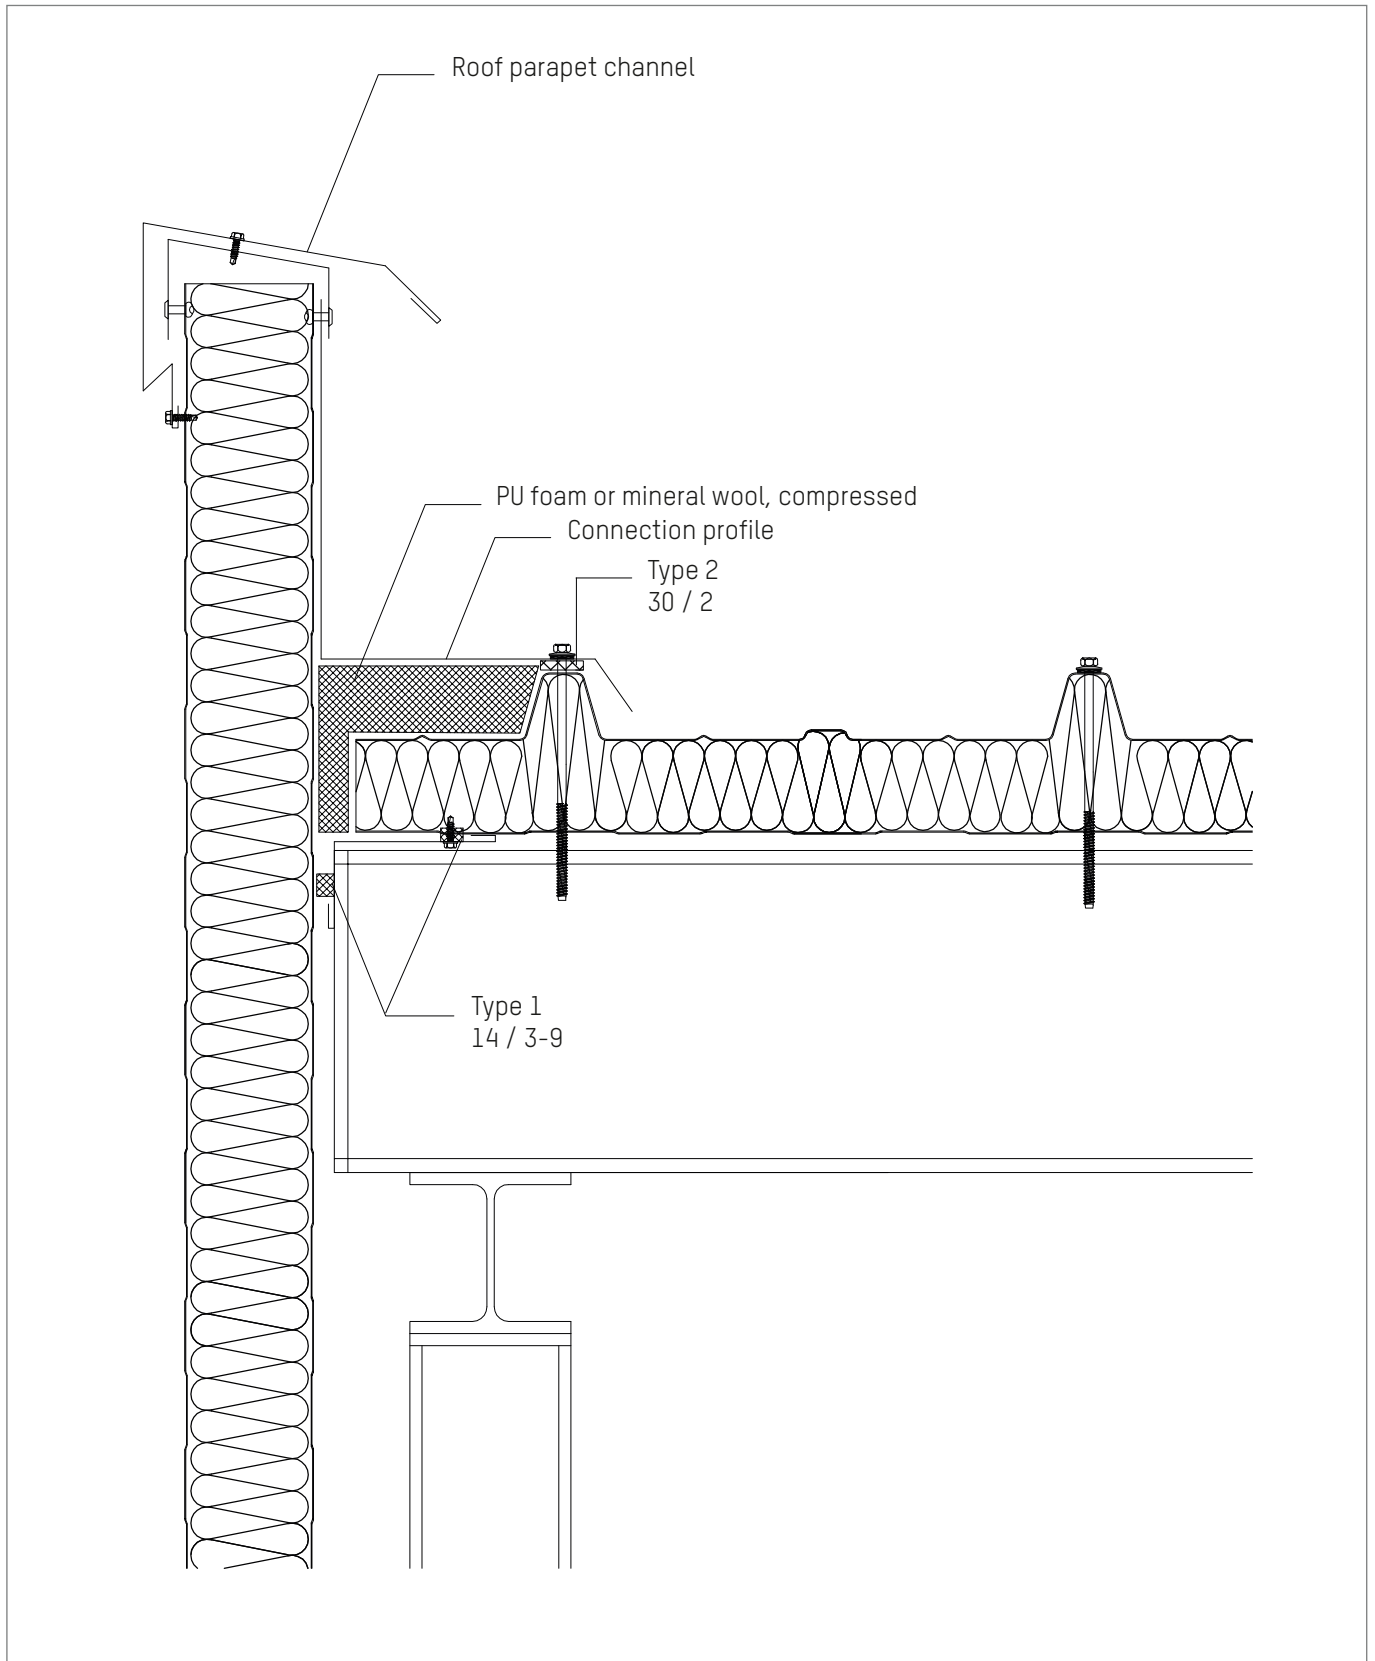 Roof parapet channel
PU foam or mineral wool, compressed
Connection profile
Type 2
30 / 2
Type 1
14 / 3-9